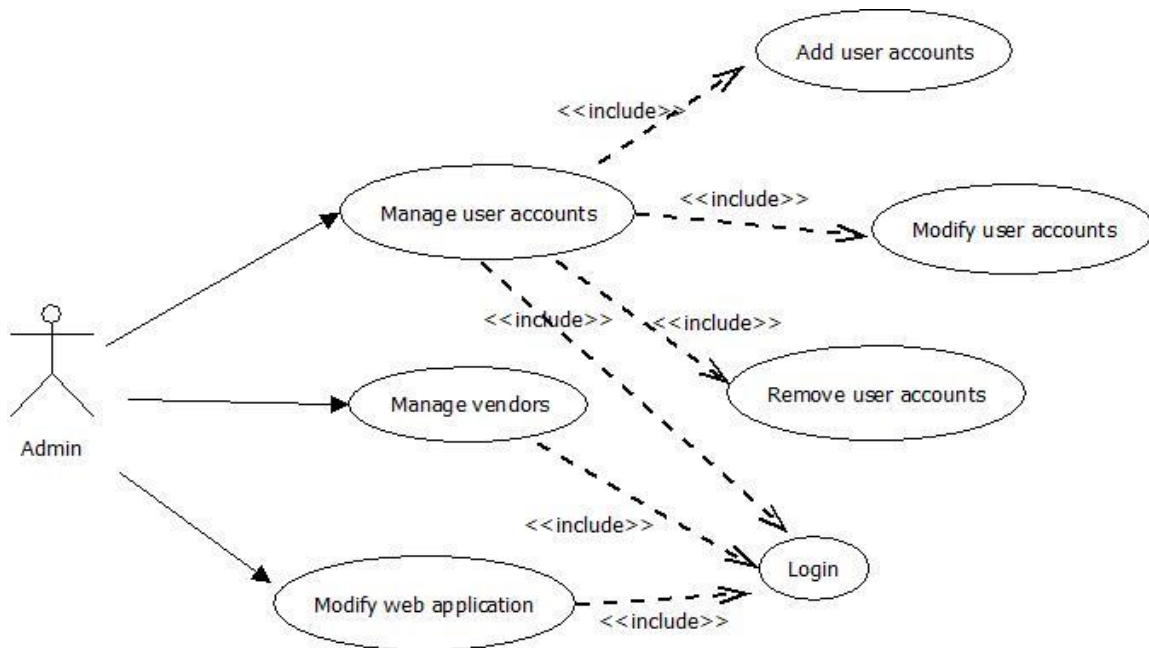 Add user accounts
<<include>>
Manage user accounts
<<include>>
Modify user accounts
<<include>>
<<include>>
Manage vendors
Remove user accounts
Admin
<<include>>
Login
Modify web application
<<include>>